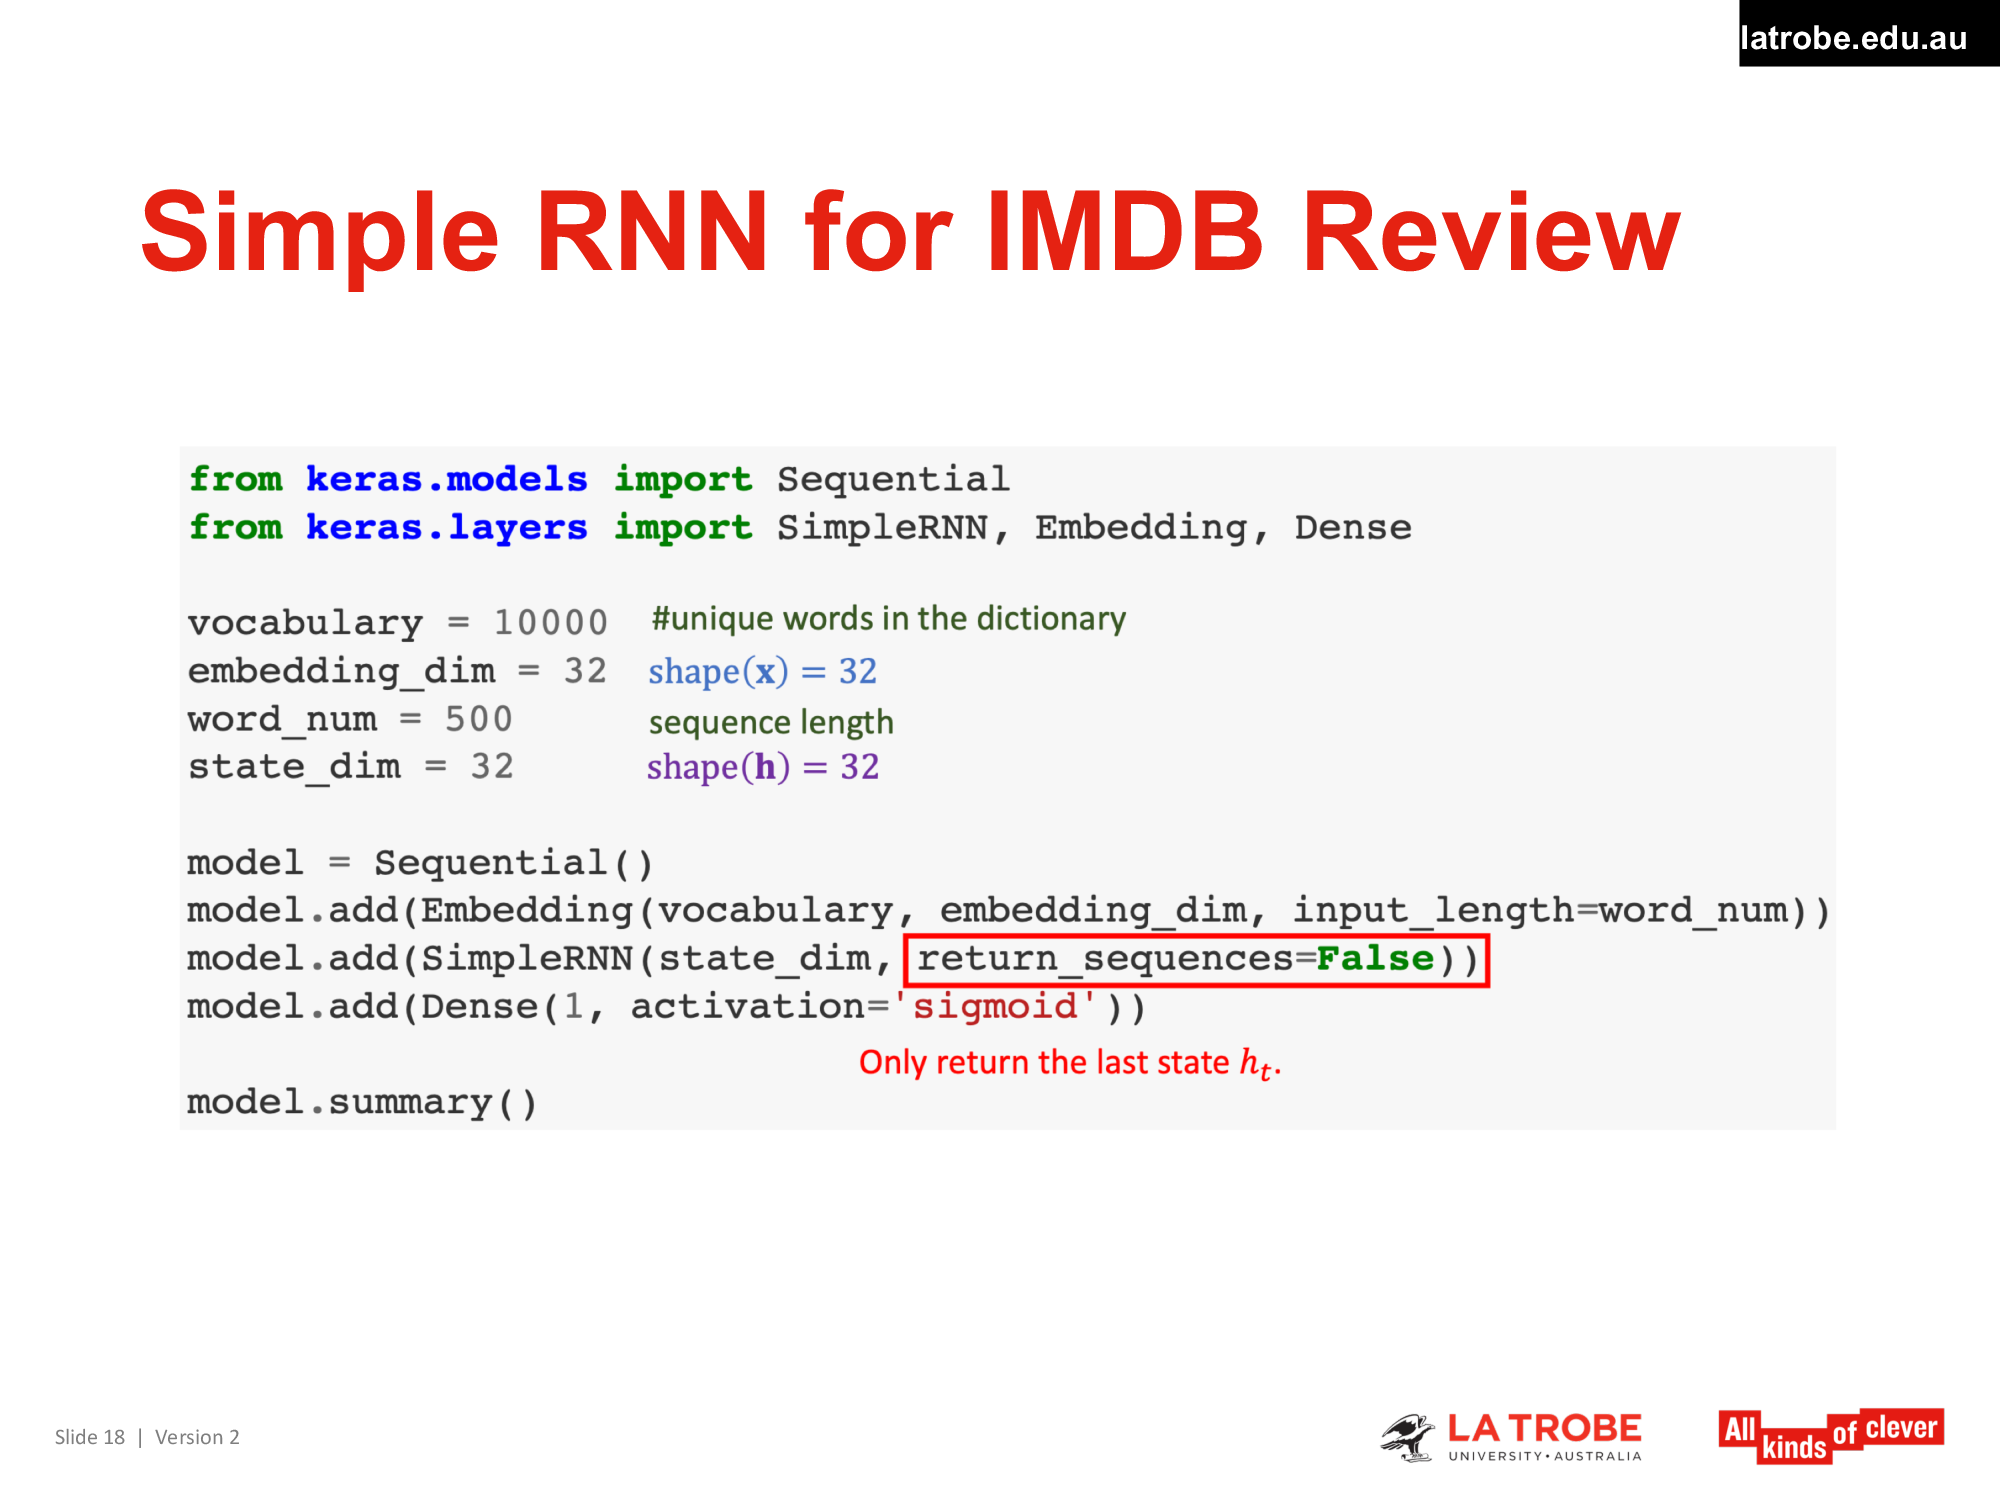 latrobe.edu.au
Simple RNN for IMDB Review
from keras.models import Sequential
from keras.layers import SimpleRNN, Embedding, Dense
vocabulary = 10000 #unique words in the dictionary
embedding_dim = 32 shape(x) = 32
word_num = 500 sequence length
state_dim = 32 shape(h) = 32
model = Sequential()
model.add(Embedding(vocabulary, embedding_dim, input_length=word_num))
model.add(SimpleRNN(state_dim, return_sequences=False))
model.add(Dense(1, activation='sigmoid'))
Only return the last state hₜ.
model.summary()
Slide 18 | Version 2
LA TROBE
UNIVERSITY • AUSTRALIA
All kinds of clever